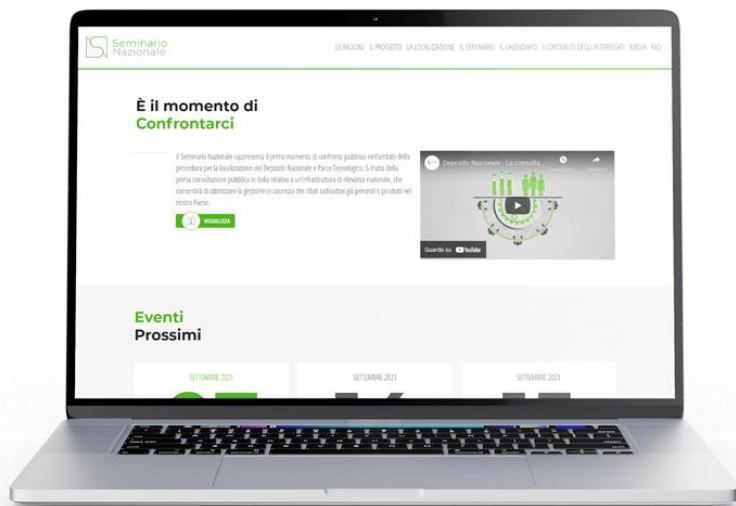 Seminario
Nazionale
LE RAGIONI IL PROGETTO LA LOCALIZZAZIONE IL SEMINARIO IL CALENDARIO I CONTRIBUTI DEGLI INTERESSATI MEDIA FAQ
È il momento di
Confrontarci
Il Seminario Nazionale rappresenta il primo momento di confronto pubblico nell'ambito della
procedura per la localizzazione del Deposito Nazionale e Parco Tecnologico. Si tratta della
prima consultazione pubblica in Italia relativa a un'infrastruttura di rilevanza nazionale, che
consentirà di ottimizzare la gestione in sicurezza dei rifiuti radioattivi già presenti o prodotti nel
nostro Paese.
VISUALIZZA
Deposito Nazionale - La consulta...
Guarda su YouTube
Eventi
Prossimi
SETTEMBRE 2021
SETTEMBRE 2021
SETTEMBRE 2021